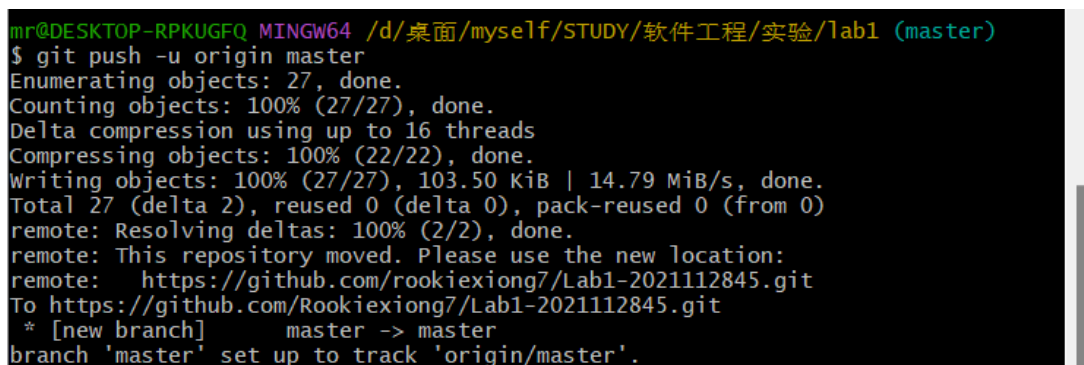 mr@DESKTOP-RPKUGFQ MINGW64 /d/桌面/myself/STUDY/软件工程/实验/lab1 (master)
$ git push -u origin master
Enumerating objects: 27, done.
Counting objects: 100% (27/27), done.
Delta compression using up to 16 threads
Compressing objects: 100% (22/22), done.
Writing objects: 100% (27/27), 103.50 KiB | 14.79 MiB/s, done.
Total 27 (delta 2), reused 0 (delta 0), pack-reused 0 (from 0)
remote: Resolving deltas: 100% (2/2), done.
remote: This repository moved. Please use the new location:
remote:   https://github.com/rookiexiong7/Lab1-2021112845.git
To https://github.com/Rookiexiong7/Lab1-2021112845.git
 * [new branch]      master -> master
branch 'master' set up to track 'origin/master'.